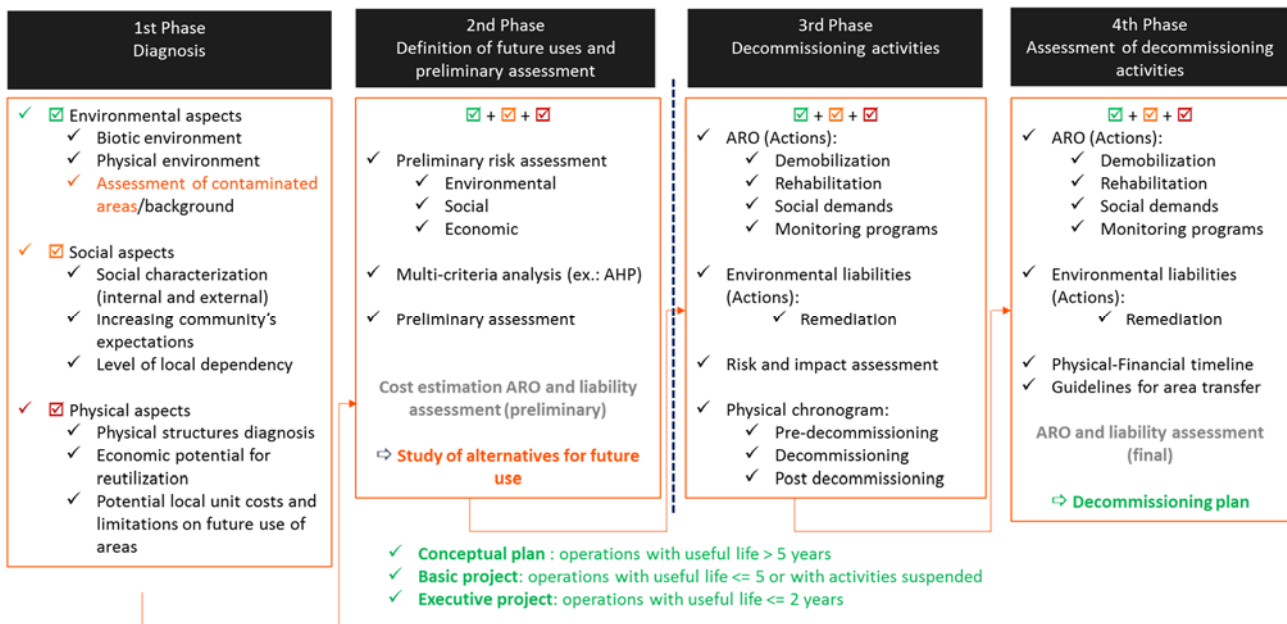 1st Phase
Diagnosis
Environmental aspects
Biotic environment
Physical environment
Assessment of contaminated
areas/background
Social aspects
Social characterization
(internal and external)
Increasing community's
expectations
Level of local dependency
Physical aspects
Physical structures diagnosis
Economic potential for
reutilization
Potential local unit costs and
limitations on future use of
areas
2nd Phase
Definition of future uses and
preliminary assessment
+ +
Preliminary risk assessment
Environmental
Social
Economic
Multi-criteria analysis (ex.: AHP)
Preliminary assessment
Cost estimation ARO and liability
assessment (preliminary)
⇨ Study of alternatives for future
use
3rd Phase
Decommissioning activities
+ +
ARO (Actions):
Demobilization
Rehabilitation
Social demands
Monitoring programs
Environmental liabilities
(Actions):
Remediation
Risk and impact assessment
Physical chronogram:
Pre-decommissioning
Decommissioning
Post decommissioning
4th Phase
Assessment of decommissioning
activities
+ +
ARO (Actions):
Demobilization
Rehabilitation
Social demands
Monitoring programs
Environmental liabilities
(Actions):
Remediation
Physical-Financial timeline
Guidelines for area transfer
ARO and liability assessment
(final)
⇨ Decommissioning plan
Conceptual plan : operations with useful life > 5 years
Basic project: operations with useful life <= 5 or with activities suspended
Executive project: operations with useful life <= 2 years